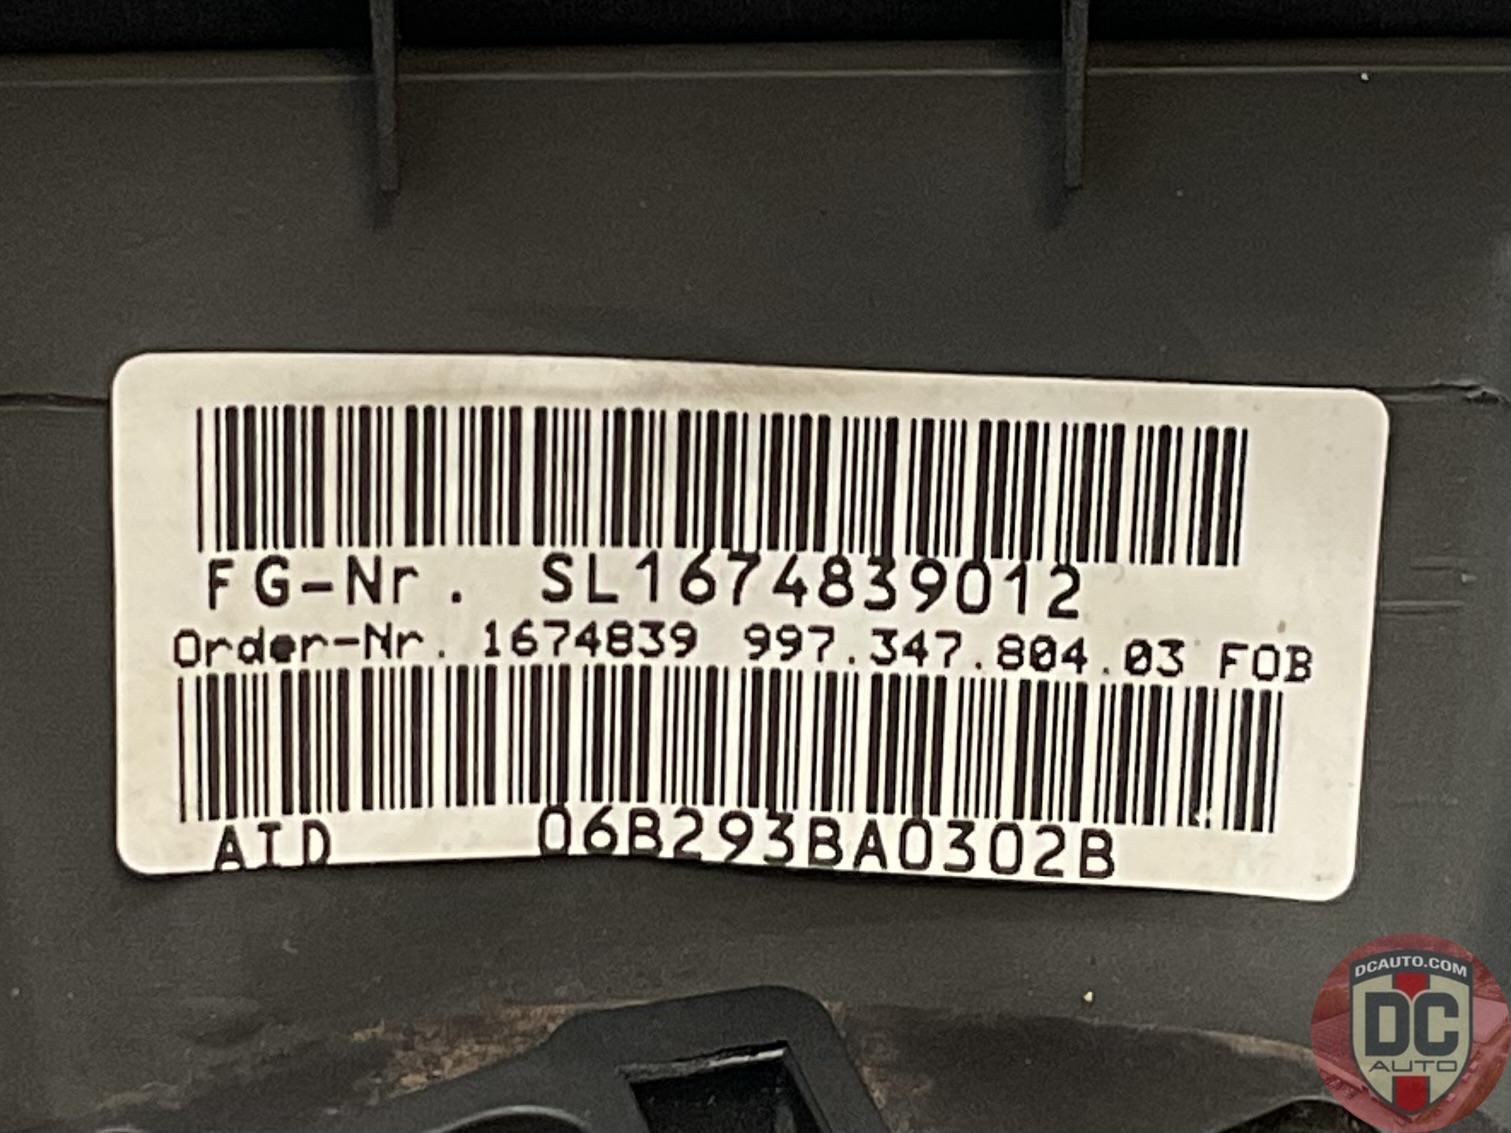 FG-Nr. SL1674839012
Order-Nr. 1674839 997.347.804.03 FOB
AID 06B293BA0302B
DCAUTO.COM
DC
AUTO